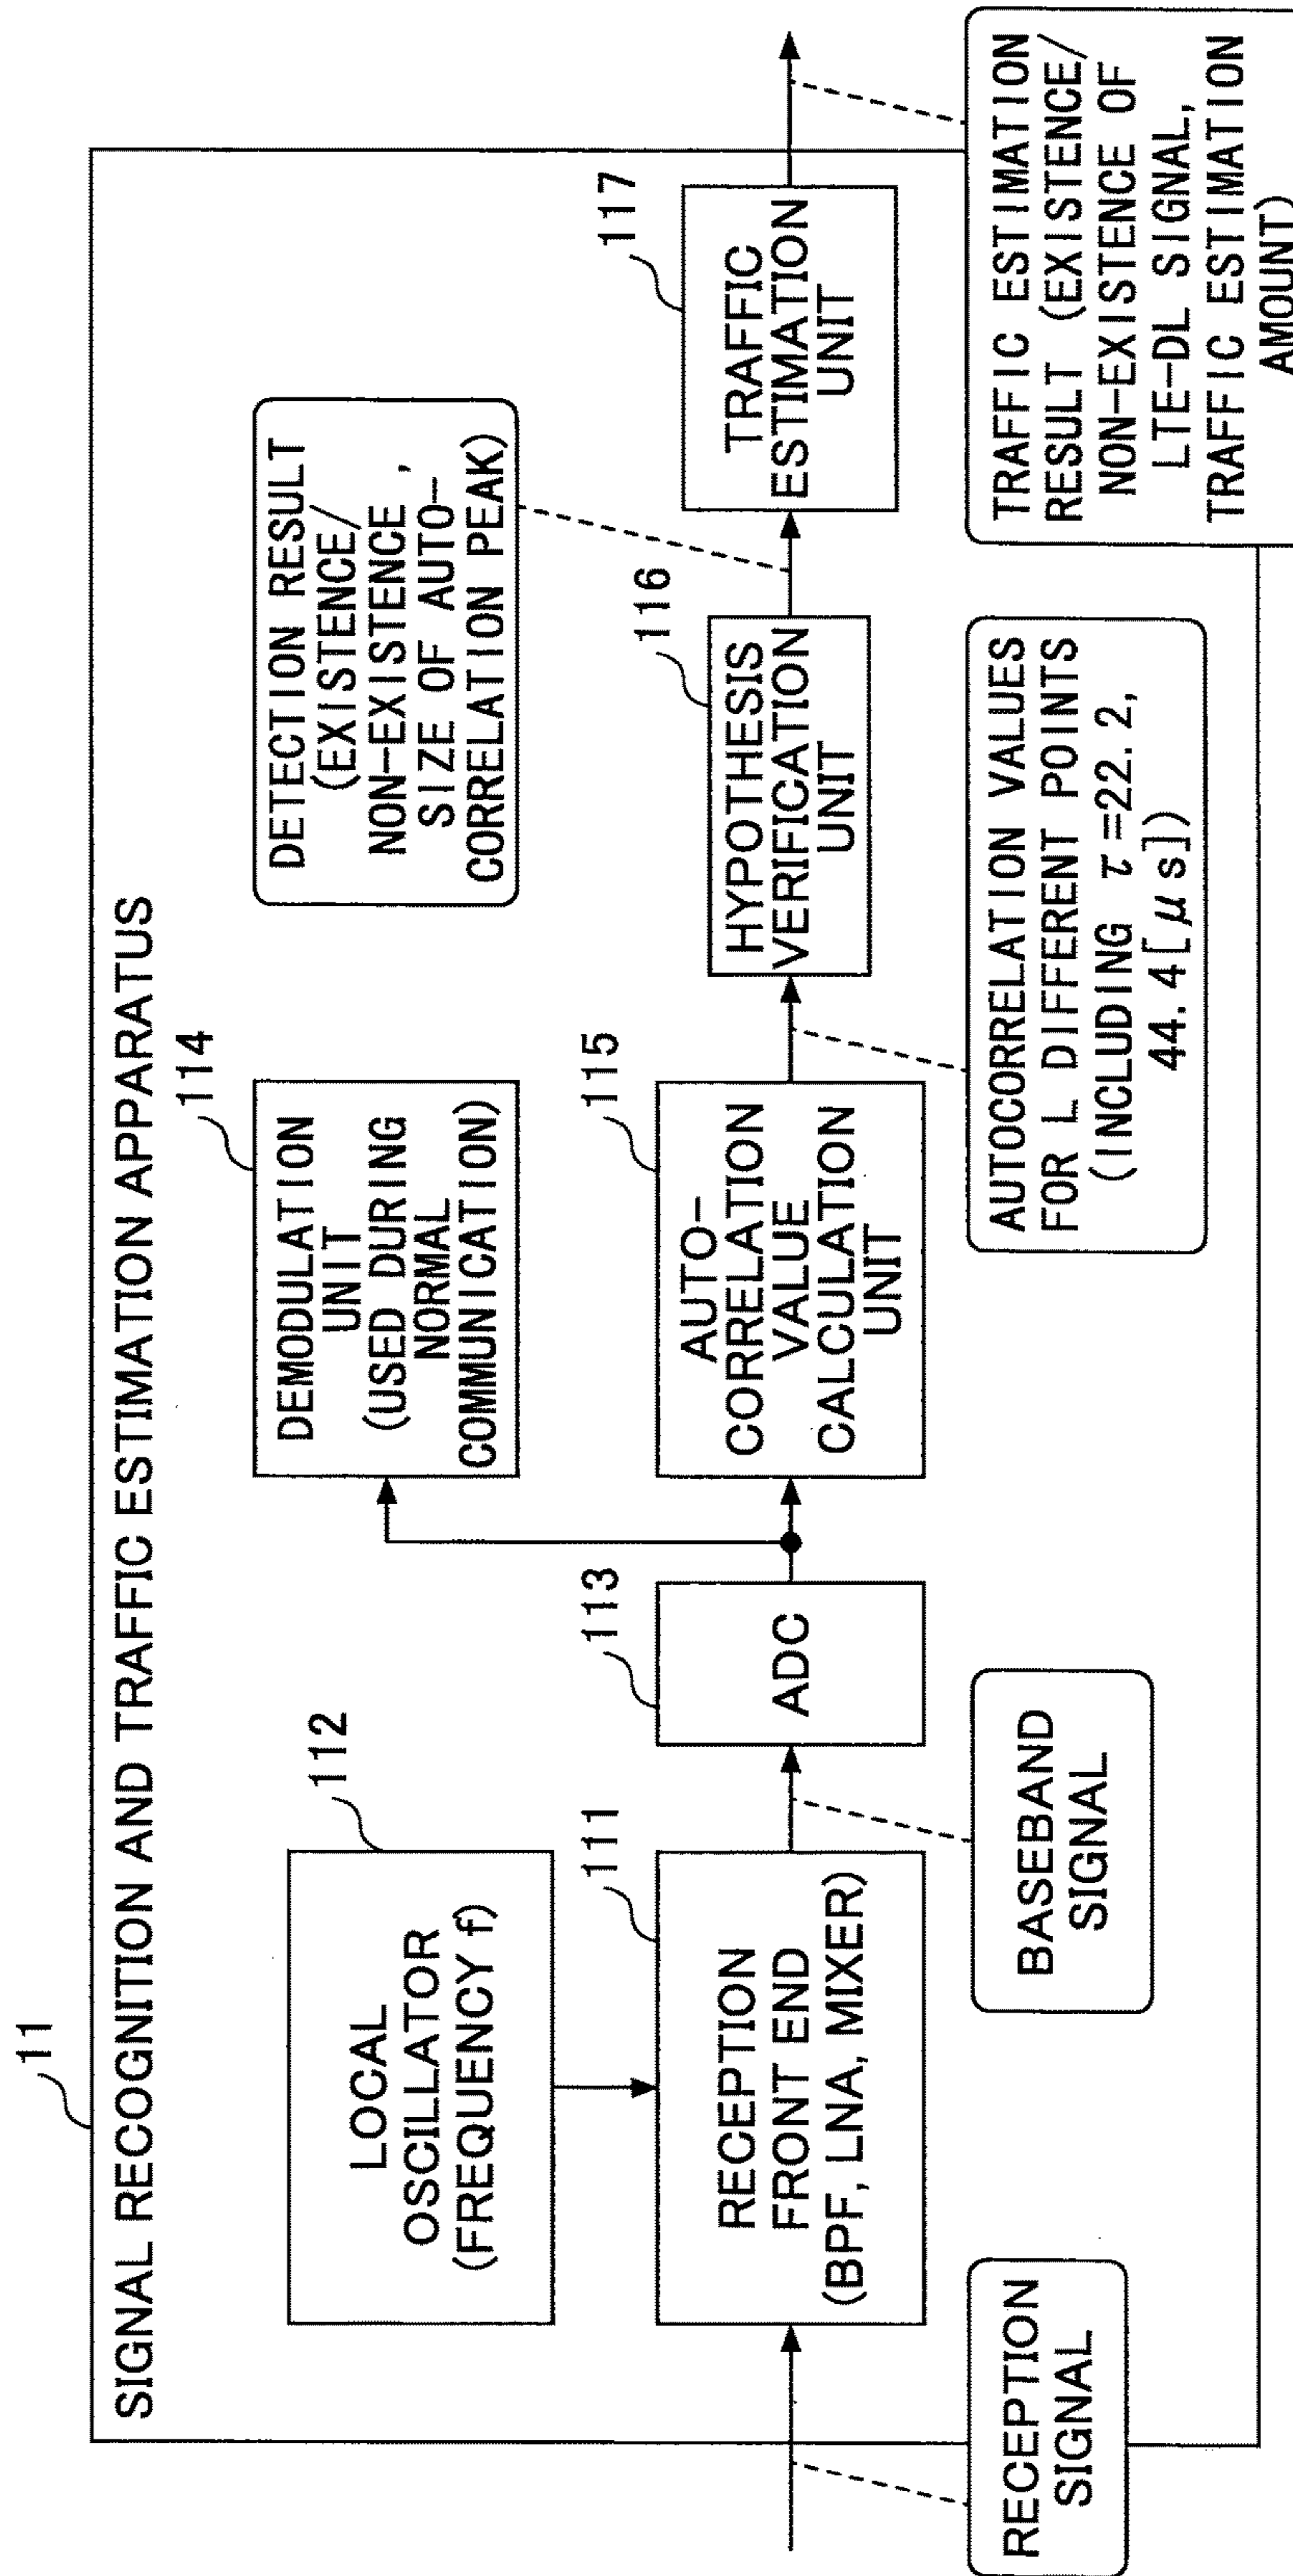 11
SIGNAL RECOGNITION AND TRAFFIC ESTIMATION APPARATUS
112
LOCAL
OSCILLATOR
(FREQUENCY f)
114
DEMODULATION
UNIT
(USED DURING
NORMAL
COMMUNICATION)
DETECTION RESULT
(EXISTENCE/
NON-EXISTENCE,
SIZE OF AUTO-
CORRELATION PEAK)
111
RECEPTION
FRONT END
(BPF, LNA, MIXER)
113
ADC
115
AUTO-
CORRELATION
VALUE
CALCULATION
UNIT
116
HYPOTHESIS
VERIFICATION
UNIT
117
TRAFFIC
ESTIMATION
UNIT
RECEPTION
SIGNAL
BASEBAND
SIGNAL
AUTOCORRELATION VALUES
FOR L DIFFERENT POINTS
(INCLUDING τ=22.2,
44.4[μs])
TRAFFIC ESTIMATION
RESULT (EXISTENCE/
NON-EXISTENCE OF
LTE-DL SIGNAL,
TRAFFIC ESTIMATION
AMOUNT)